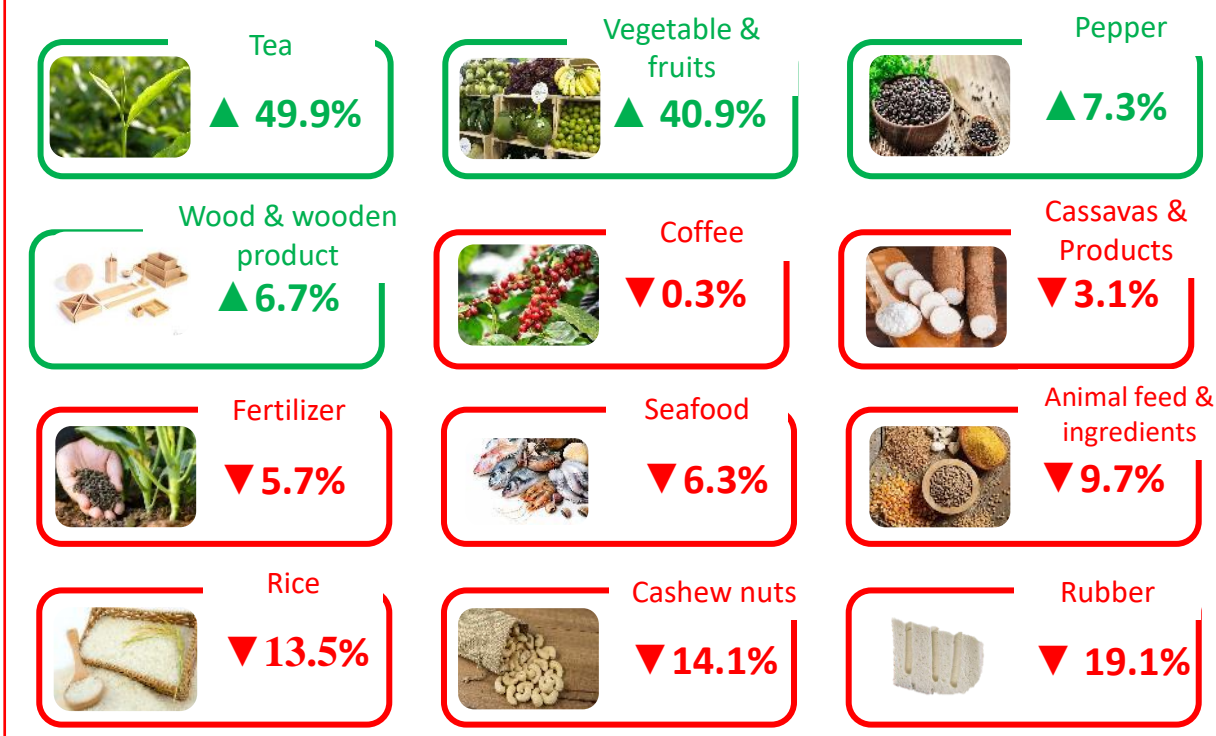 Tea
▲ 49.9%
Vegetable &
fruits
▲ 40.9%
Pepper
▲7.3%
Wood & wooden
product
▲6.7%
Coffee
▼0.3%
Cassavas &
Products
▼3.1%
Fertilizer
▼5.7%
Seafood
▼6.3%
Animal feed &
ingredients
▼9.7%
Rice
▼13.5%
Cashew nuts
▼14.1%
Rubber
▼ 19.1%